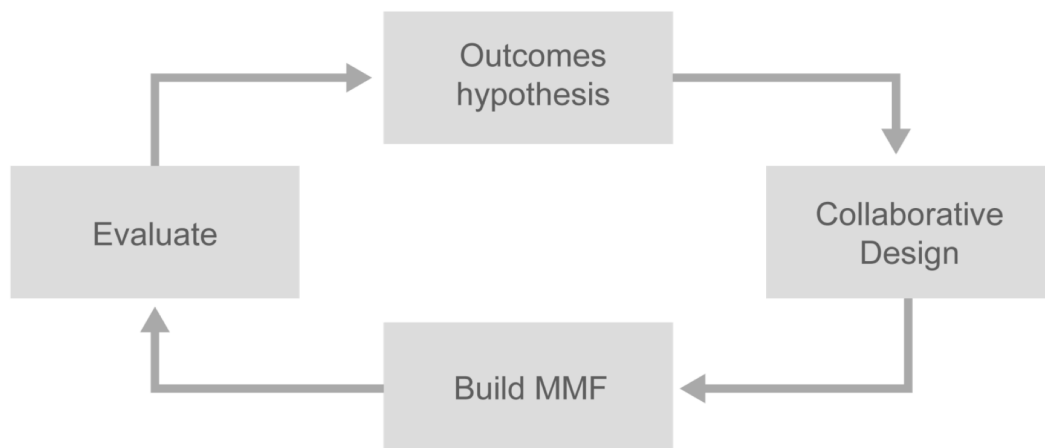 Outcomes
hypothesis
Evaluate
Collaborative
Design
Build MMF